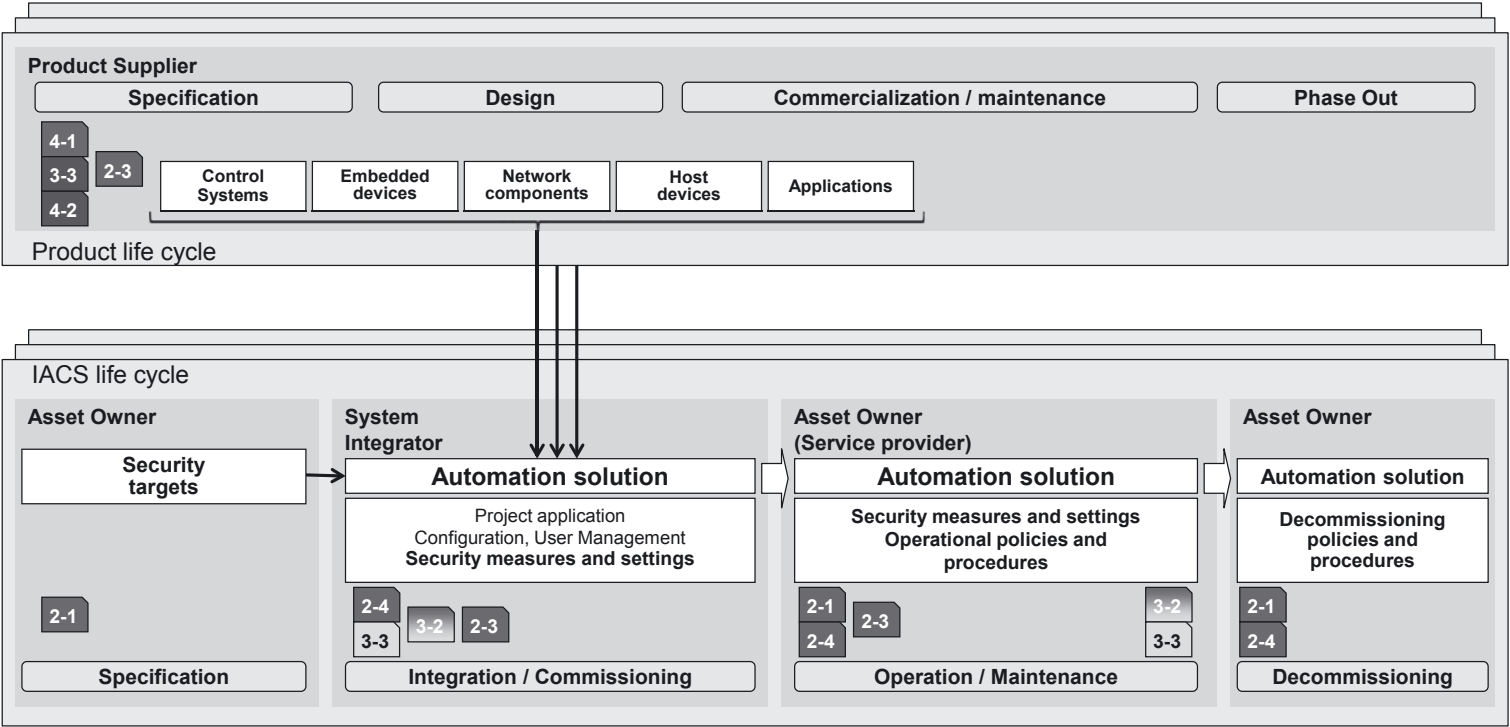 Product Supplier
Specification
Design
Commercialization / maintenance
Phase Out
4-1
3-3
4-2
2-3
Control
Systems
Embedded
devices
Network
components
Host
devices
Applications
Product life cycle
IACS life cycle
Asset Owner
Security
targets
2-1
Specification
System
Integrator
Automation solution
Project application
Configuration, User Management
Security measures and settings
2-4
3-3
3-2
2-3
Integration / Commissioning
Asset Owner
(Service provider)
Automation solution
Security measures and settings
Operational policies and
procedures
2-1
2-4
2-3
3-2
3-3
Operation / Maintenance
Asset Owner
Automation solution
Decommissioning
policies and
procedures
2-1
2-4
Decommissioning